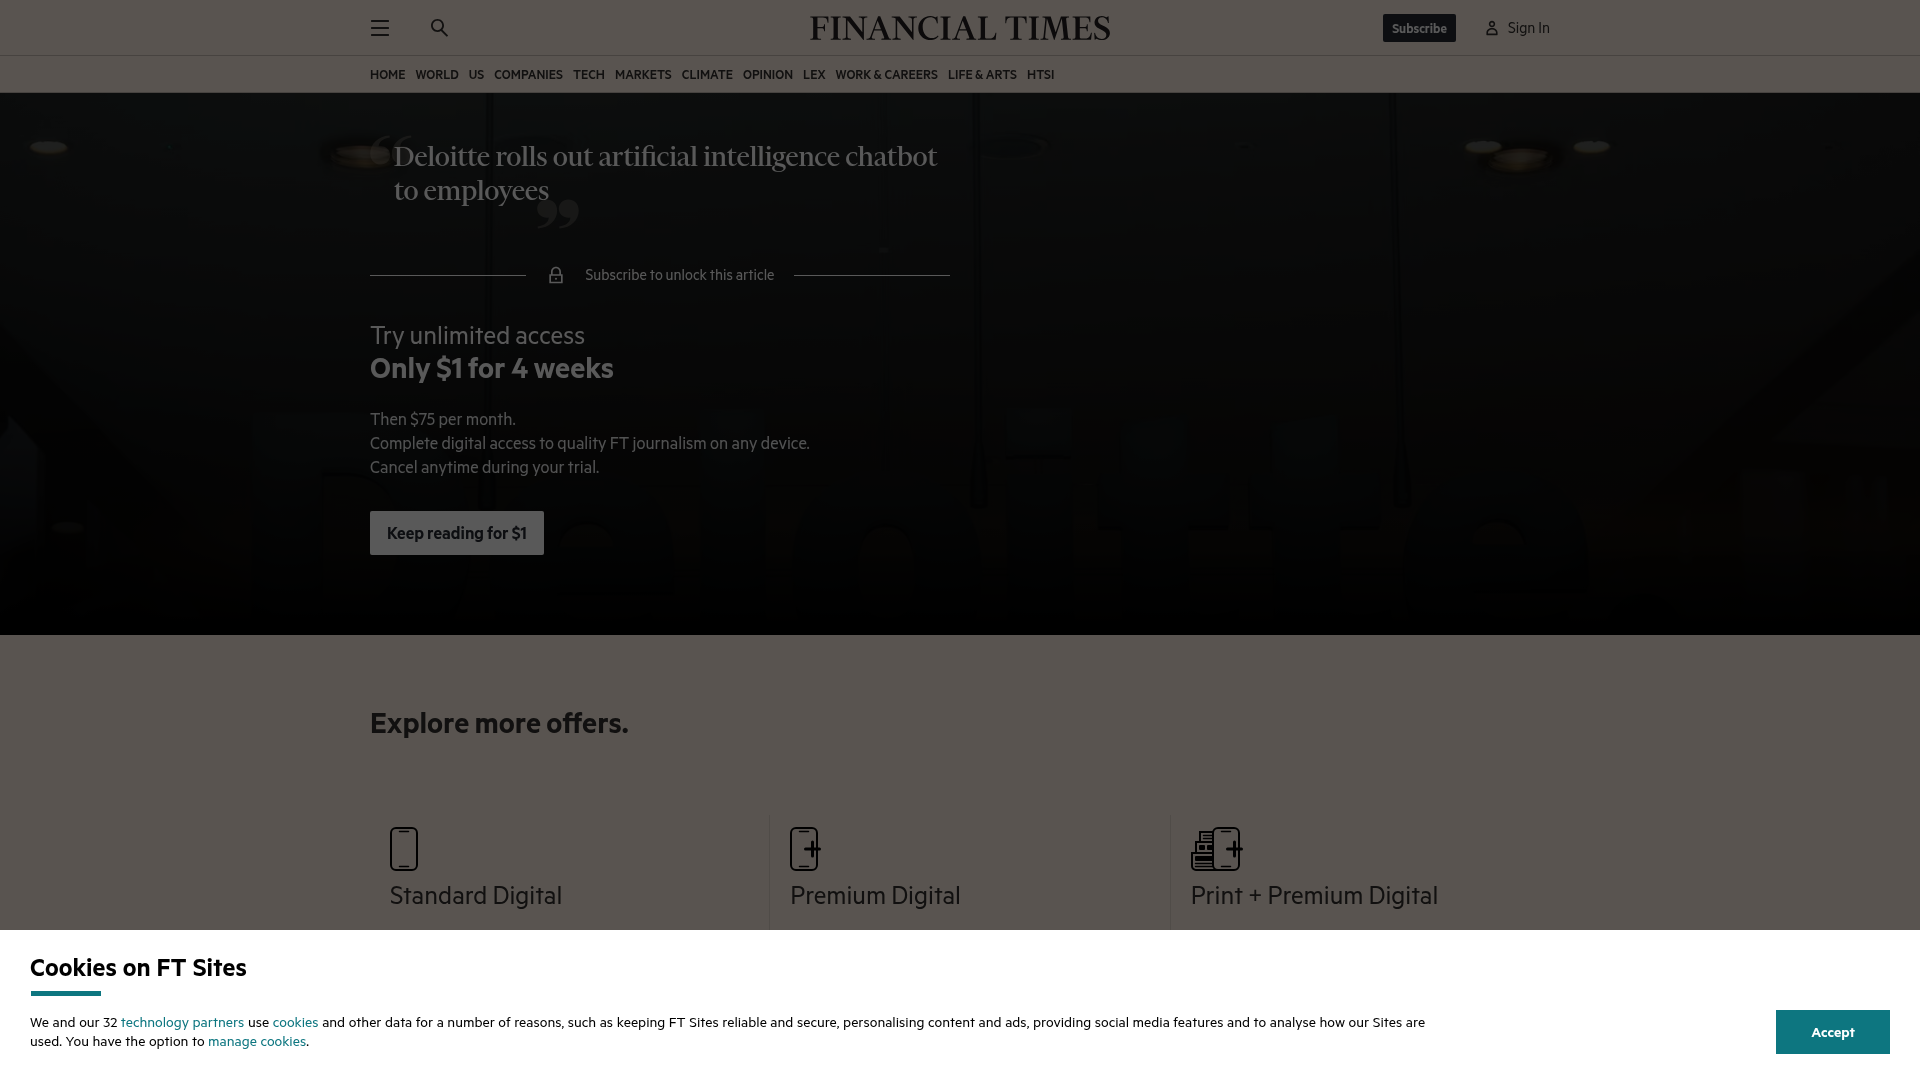 FINANCIAL TIMES
Subscribe
Sign In
HOME WORLD US COMPANIES TECH MARKETS CLIMATE OPINION LEX WORK & CAREERS LIFE & ARTS HTSI
“Deloitte rolls out artificial intelligence chatbot
to employees”
Subscribe to unlock this article
Try unlimited access
Only $1 for 4 weeks
Then $75 per month.
Complete digital access to quality FT journalism on any device.
Cancel anytime during your trial.
Keep reading for $1
Explore more offers.
Standard Digital
Premium Digital
Print + Premium Digital
Cookies on FT Sites
We and our 32 technology partners use cookies and other data for a number of reasons, such as keeping FT Sites reliable and secure, personalising content and ads, providing social media features and to analyse how our Sites are
used. You have the option to manage cookies.
Accept